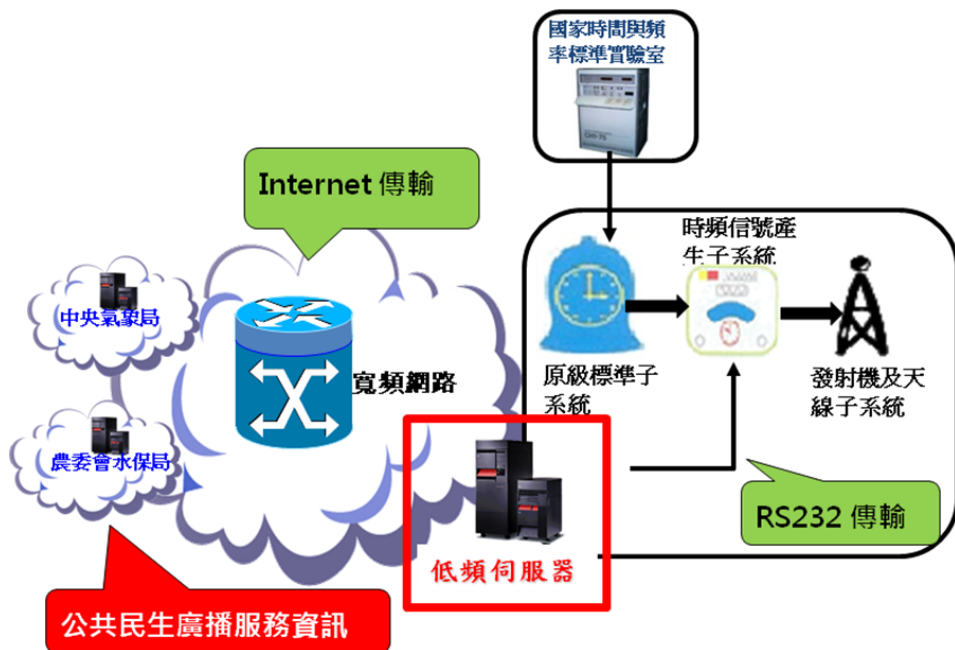 國家時間與頻
率標準實驗室
Internet 傳輸
時頻信號產
生子系統
中央氣象局
寬頻網路
原級標準子
系統
發射機及天
線子系統
農委會水保局
RS232 傳輸
低頻伺服器
公共民生廣播服務資訊